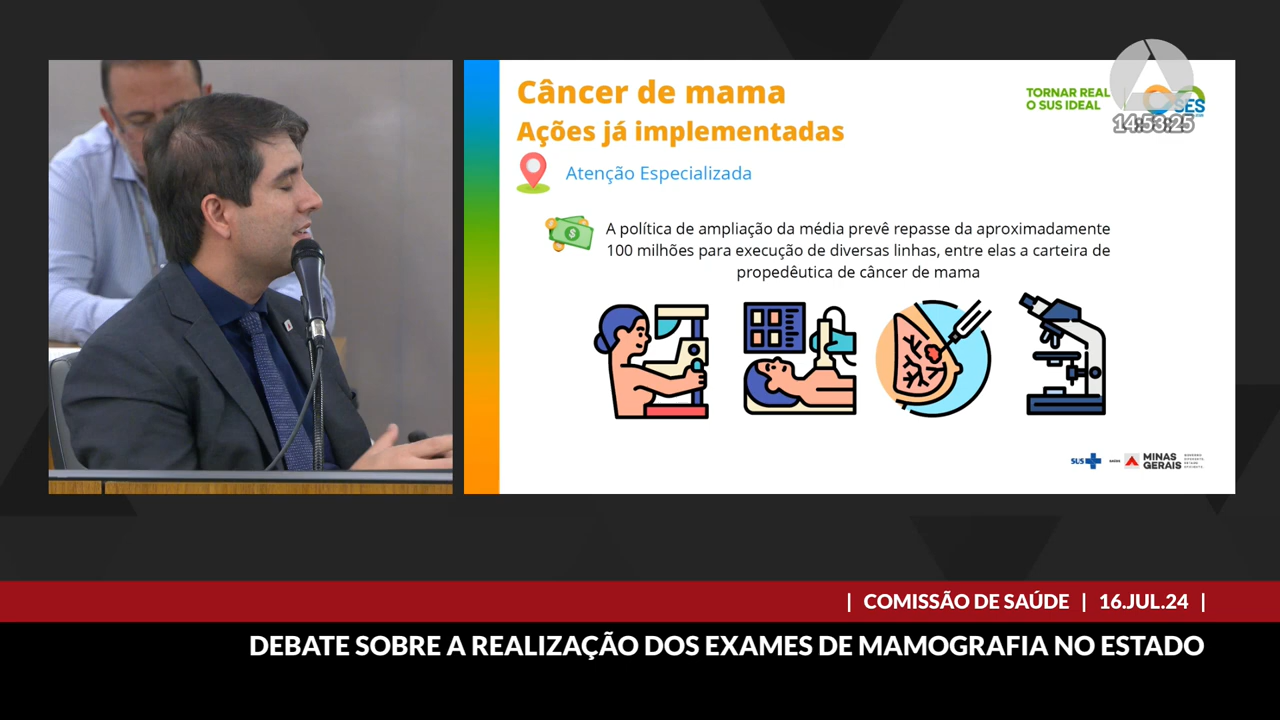 Câncer de mama
Ações já implementadas
Atenção Especializada
TORNAR REAL
O SUS IDEAL
SES
14:53:25
A política de ampliação da média prevê repasse da aproximadamente
100 milhões para execução de diversas linhas, entre elas a carteira de
propedêutica de câncer de mama
SUS
MINAS
GERAIS
| COMISSÃO DE SAÚDE | 16.JUL.24 |
DEBATE SOBRE A REALIZAÇÃO DOS EXAMES DE MAMOGRAFIA NO ESTADO